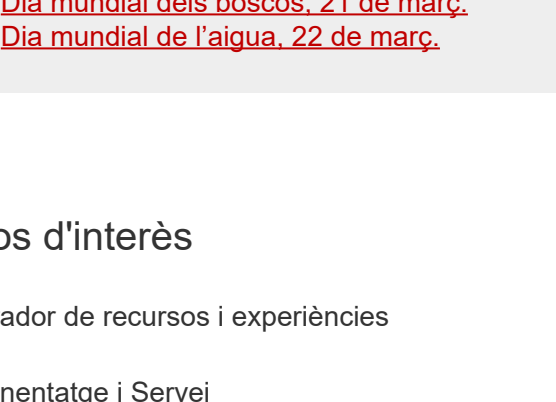 Dia mundial dels boscos, 21 de març.
Dia mundial de l’aigua, 22 de març.
os d'interès
ador de recursos i experiències
nentatge i Servei